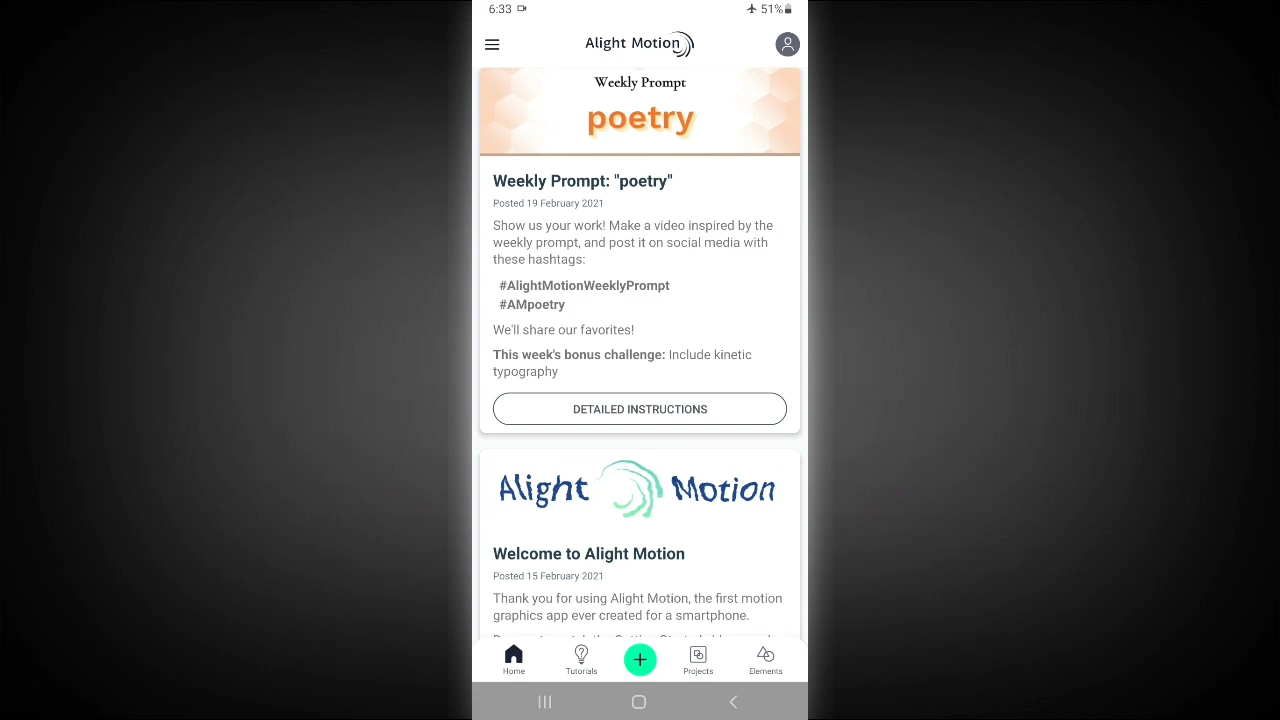 6:33
51%
Alight Motion
Weekly Prompt
poetry
Weekly Prompt: "poetry"
Posted 19 February 2021
Show us your work! Make a video inspired by the
weekly prompt, and post it on social media with
these hashtags:
#AlightMotionWeeklyPrompt
#AMpoetry
We'll share our favorites!
This week's bonus challenge: Include kinetic
typography
DETAILED INSTRUCTIONS
Alight Motion
Welcome to Alight Motion
Posted 15 February 2021
Thank you for using Alight Motion, the first motion
graphics app ever created for a smartphone.
Home
Tutorials
Projects
Elements